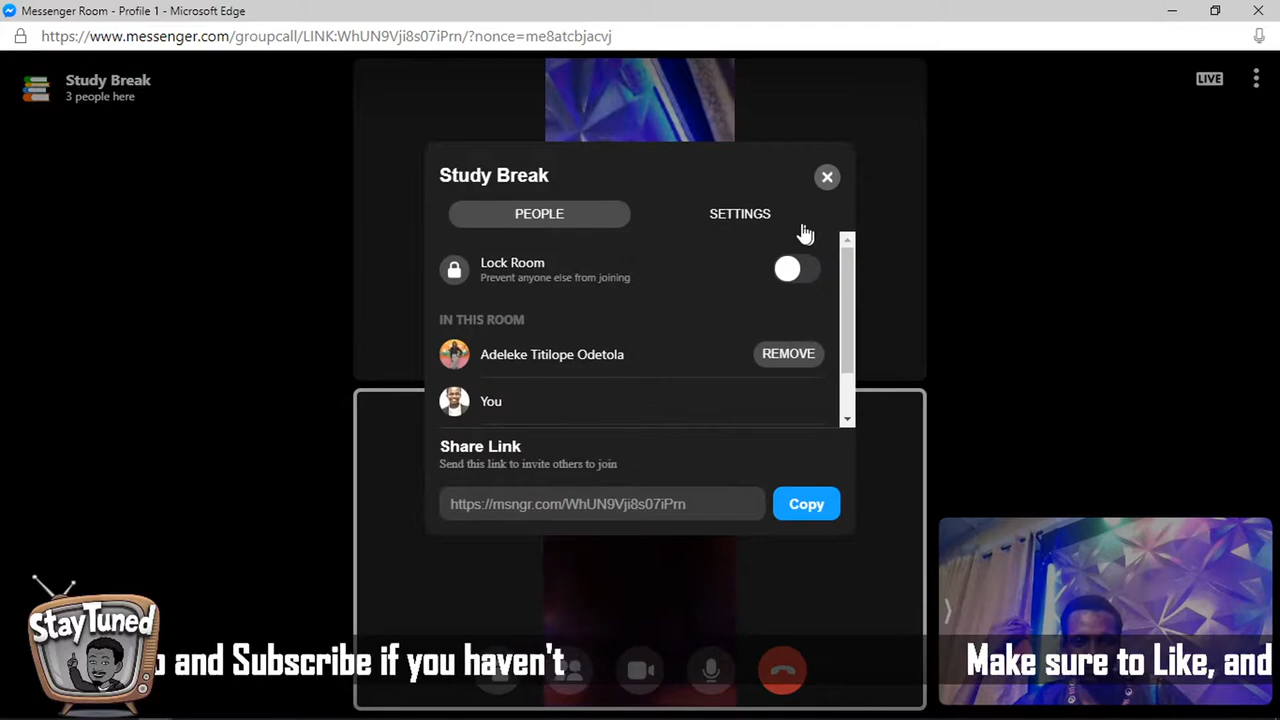 Messenger Room - Profile 1 - Microsoft Edge
https://www.messenger.com/groupcall/LINK:WhUN9Vji8s07iPrn/?nonce=me8atcbjacvj
Study Break
3 people here
LIVE
Study Break
PEOPLE
SETTINGS
Lock Room
Prevent anyone else from joining
IN THIS ROOM
Adeleke Titilope Odetola
REMOVE
You
Share Link
Send this link to invite others to join
https://msngr.com/WhUN9Vji8s07iPrn
Copy
StayTuned
and Subscribe if you haven't
Make sure to Like, and